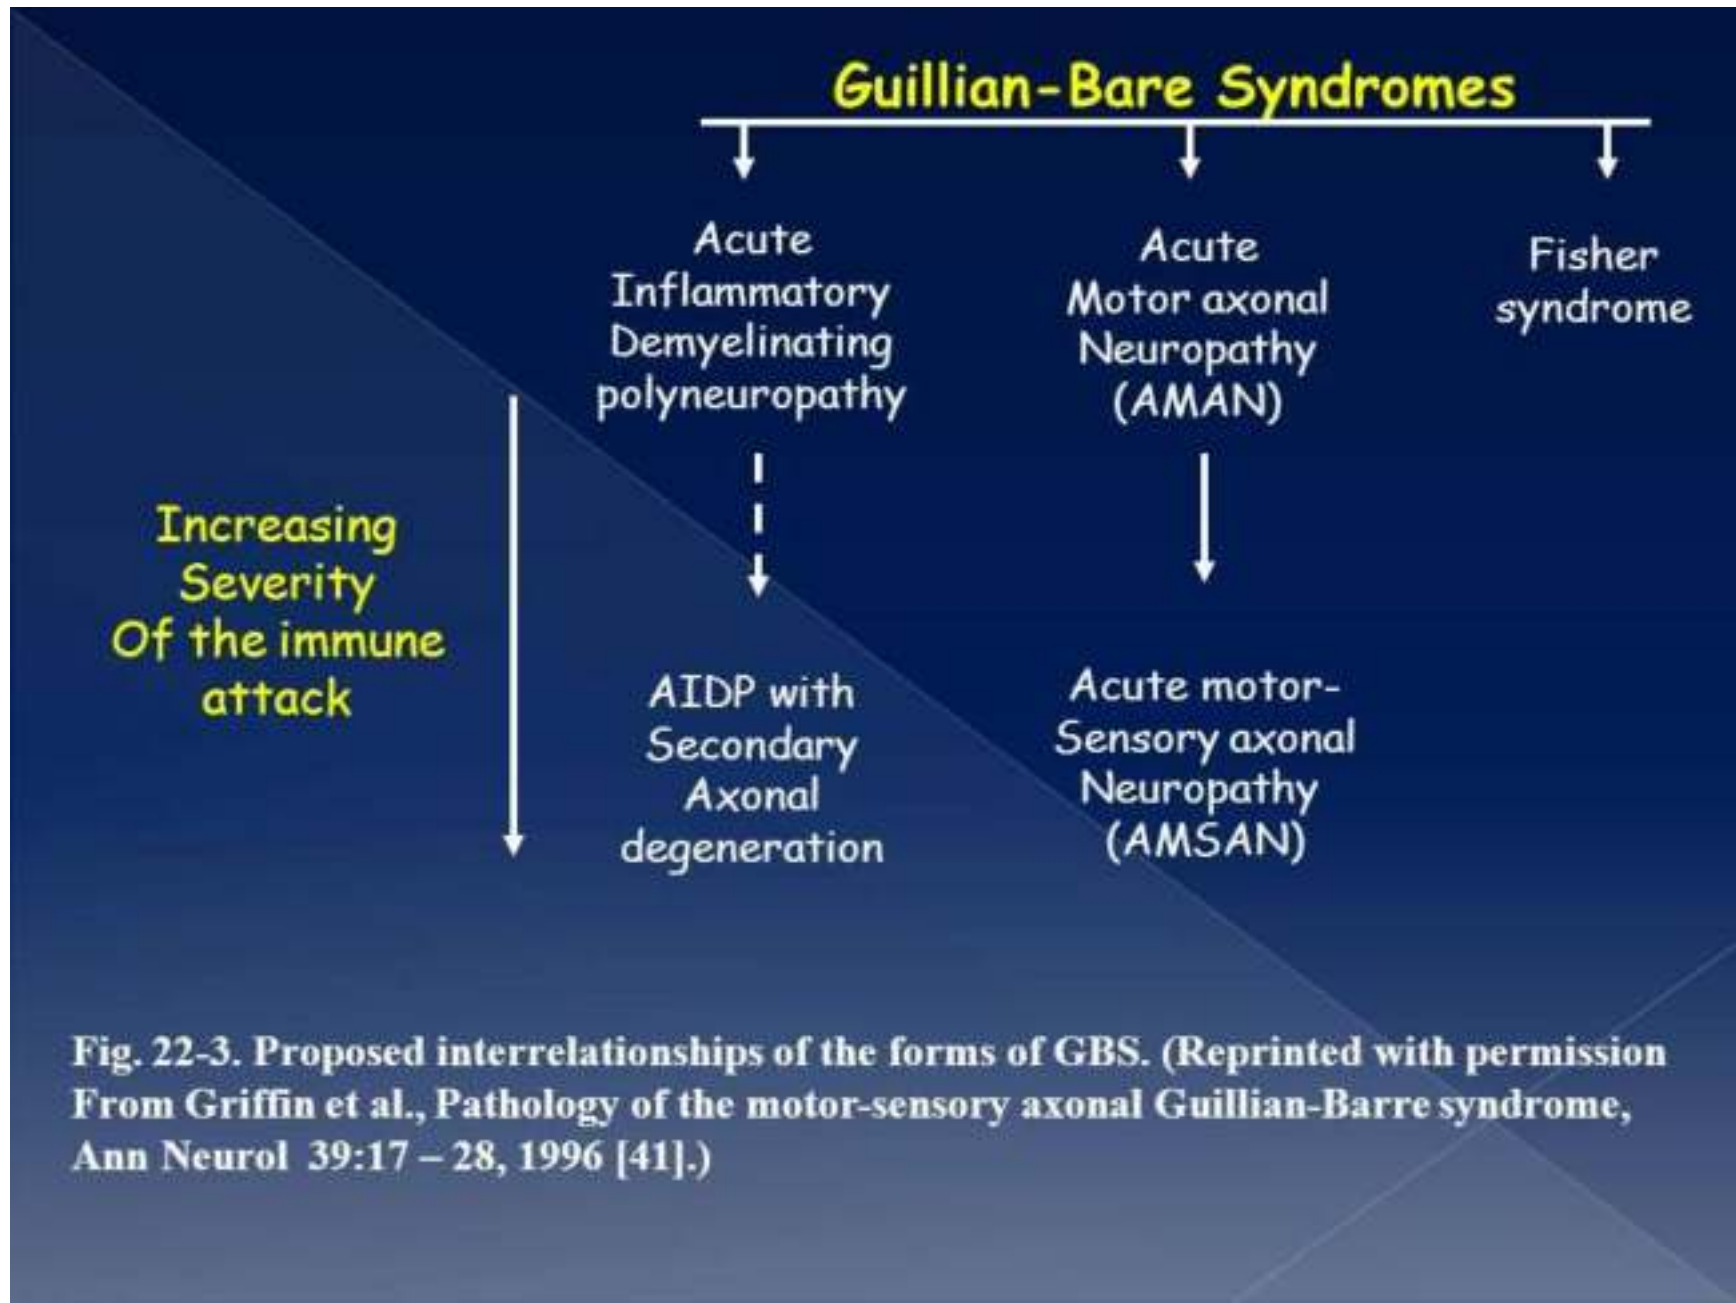 Guillian-Bare Syndromes
Acute
Inflammatory
Demyelinating
polyneuropathy
Acute
Motor axonal
Neuropathy
(AMAN)
Fisher
syndrome
Increasing
Severity
Of the immune
attack
AIDP with
Secondary
Axonal
degeneration
Acute motor-
Sensory axonal
Neuropathy
(AMSAN)
Fig. 22-3. Proposed interrelationships of the forms of GBS. (Reprinted with permission
From Griffin et al., Pathology of the motor-sensory axonal Guillian-Barre syndrome,
Ann Neurol 39:17 – 28, 1996 [41].)